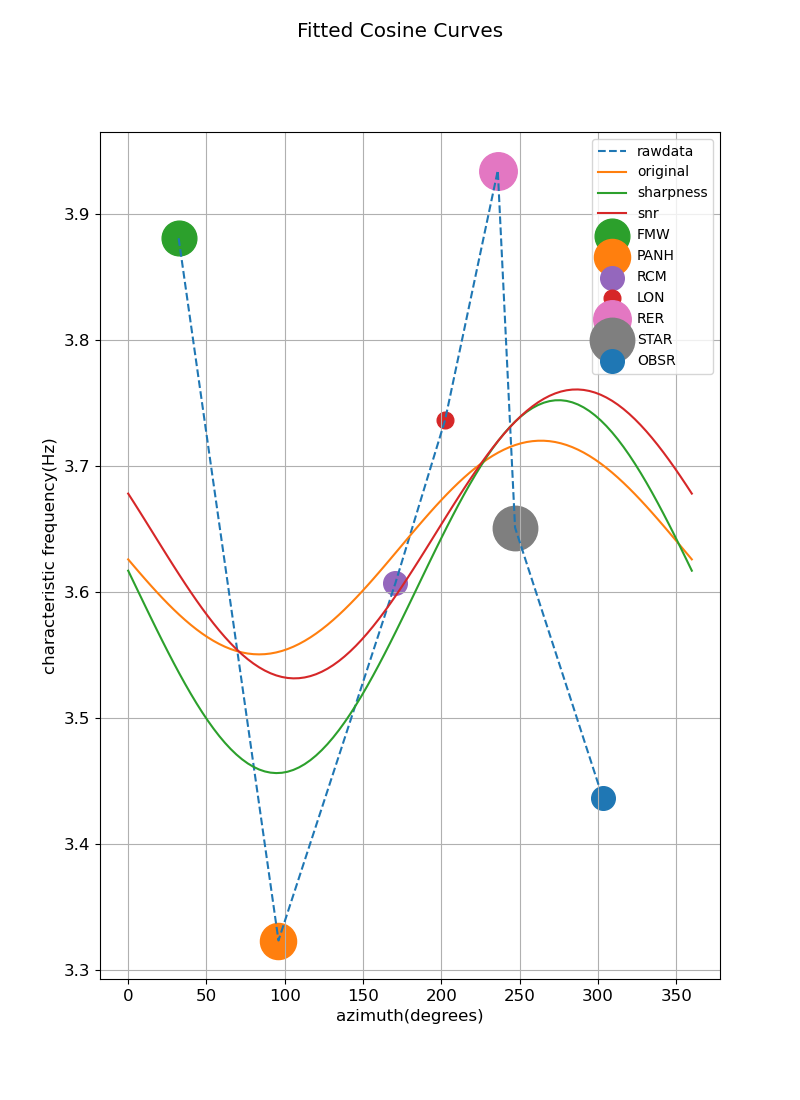 Fitted Cosine Curves
rawdata
original
sharpness
snr
FMW
PANH
RCM
LON
RER
STAR
OBSR
characteristic frequency(Hz)
3.9
3.8
3.7
3.6
3.5
3.4
3.3
0 50 100 150 200 250 300 350
azimuth(degrees)